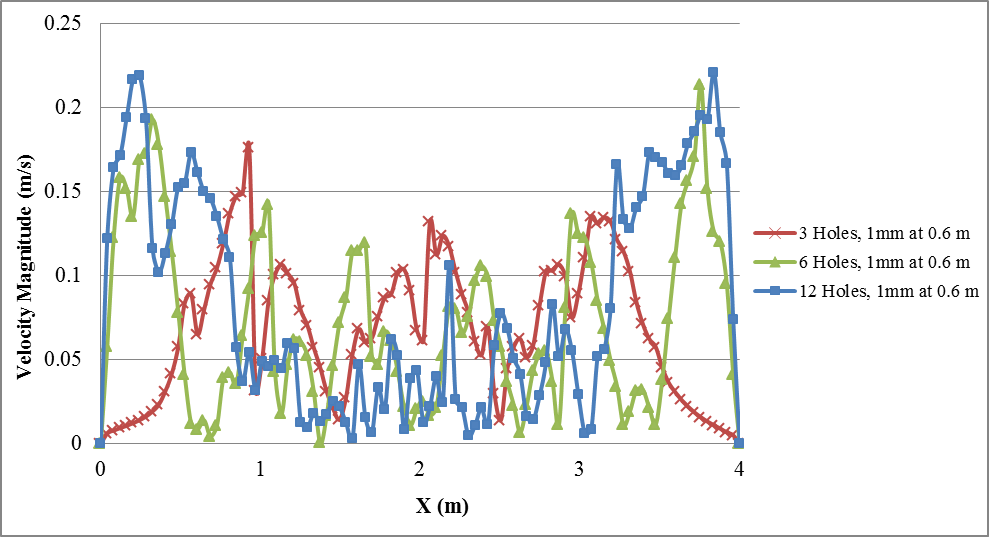 0.25
0.2
0.15
0.1
0.05
0
Velocity Magnitude (m/s)
0 1 2 3 4
X (m)
3 Holes, 1mm at 0.6 m
6 Holes, 1mm at 0.6 m
12 Holes, 1mm at 0.6 m